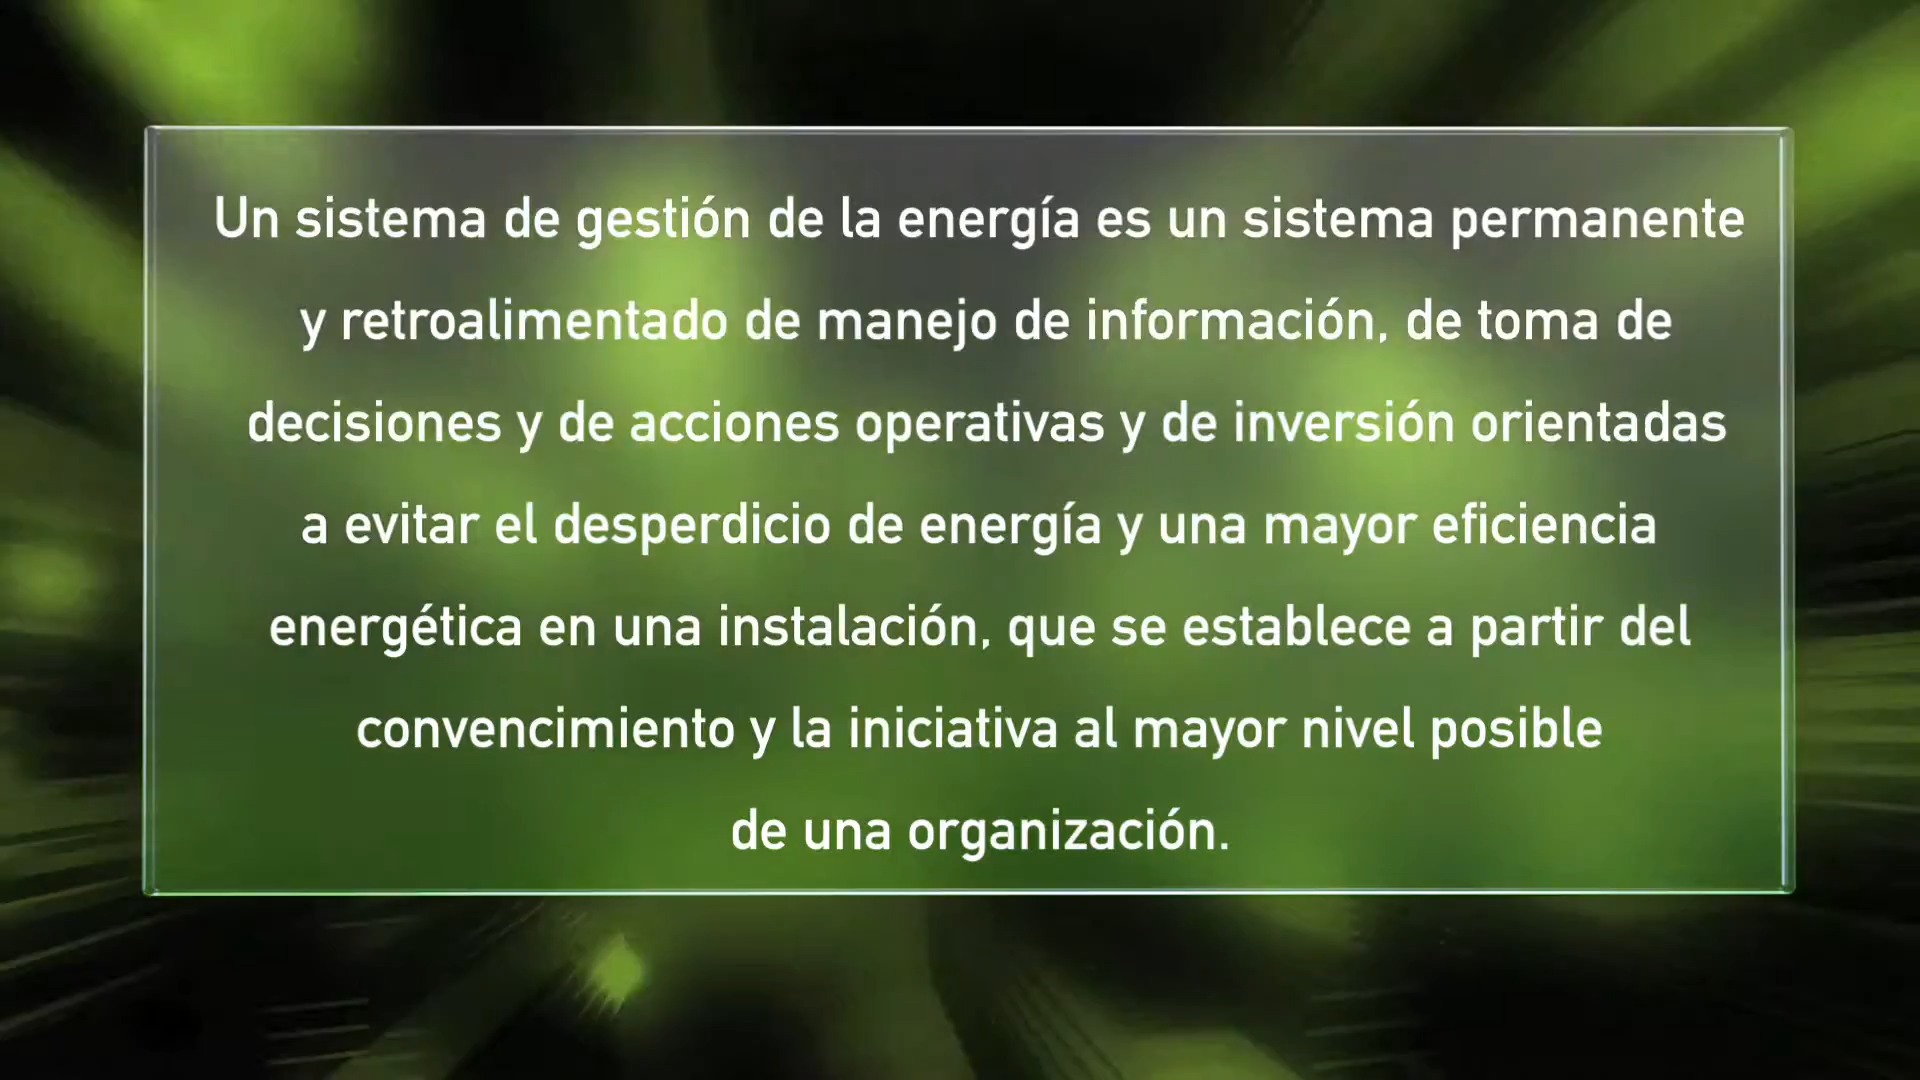 Un sistema de gestión de la energía es un sistema permanente
y retroalimentado de manejo de información, de toma de
decisiones y de acciones operativas y de inversión orientadas
a evitar el desperdicio de energía y una mayor eficiencia
energética en una instalación, que se establece a partir del
convencimiento y la iniciativa al mayor nivel posible
de una organización.